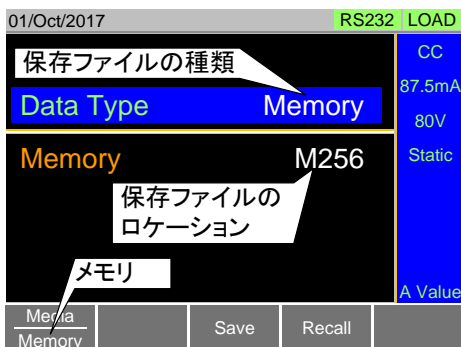 01/Oct/2017 RS232 LOAD
保存ファイルの種類
CC
87.5mA
Data Type Memory
80V
Memory M256
Static
保存ファイルの
ロケーション
メモリ
A Value
Media
Memory
Save
Recall